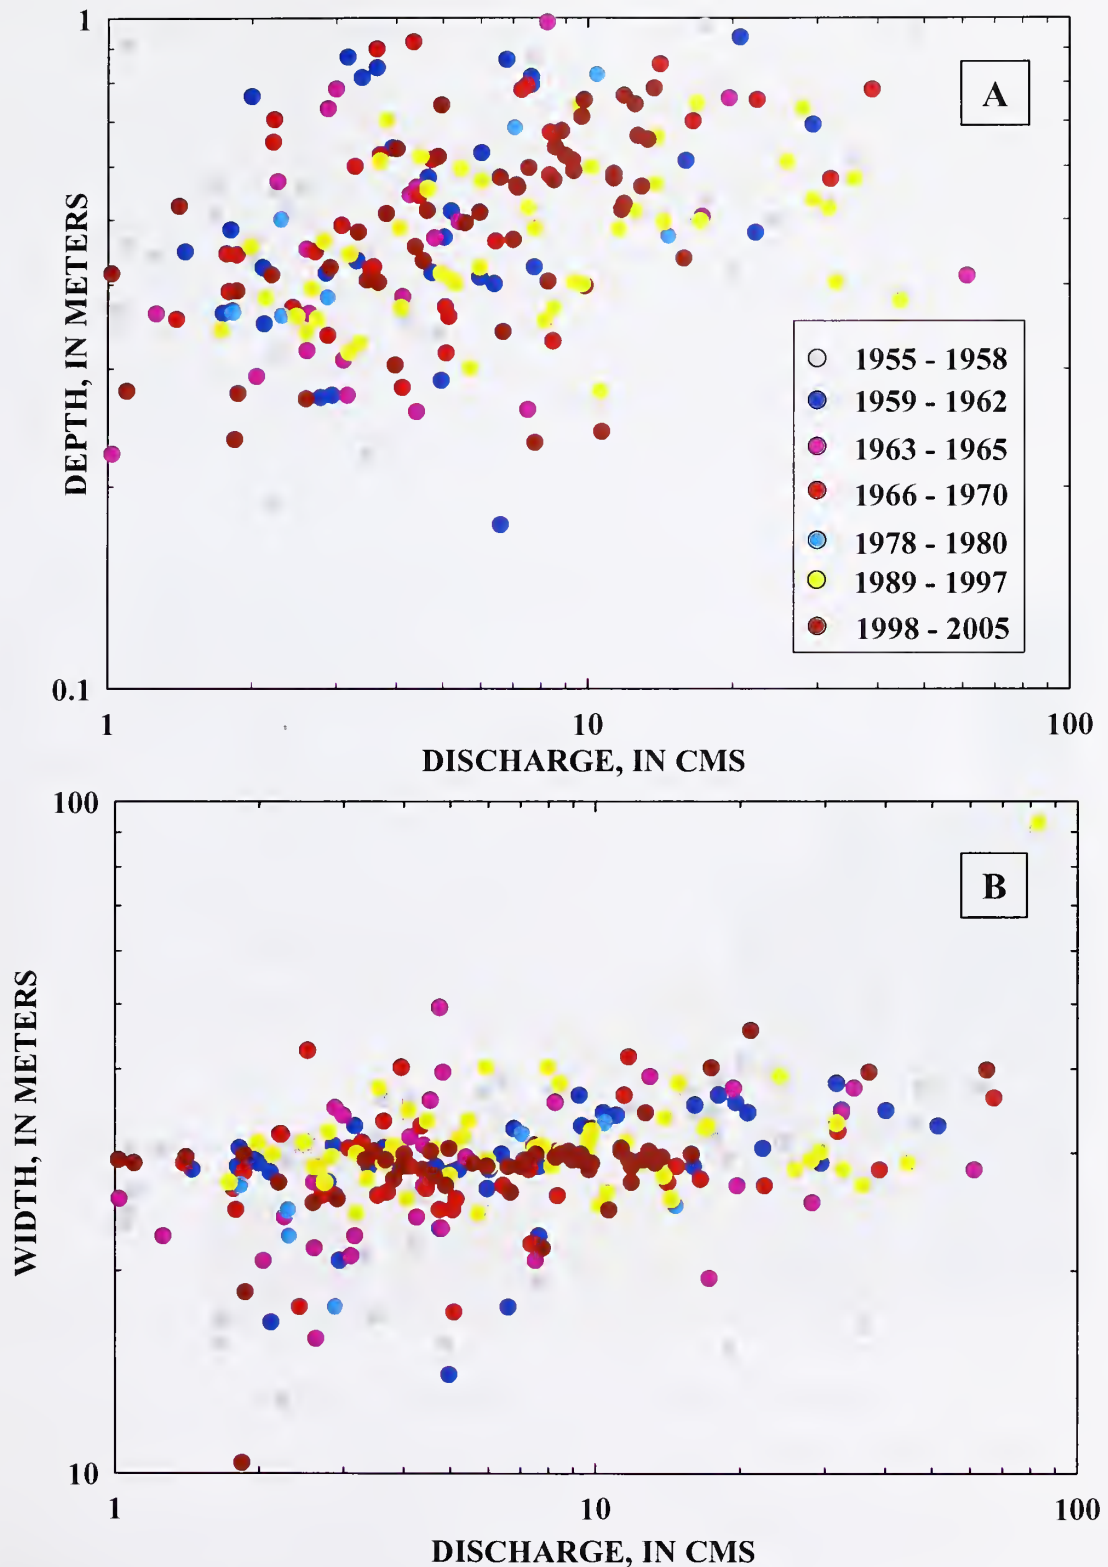 1
A
DEPTH, IN METERS
1955 - 1958
1959 - 1962
1963 - 1965
1966 - 1970
1978 - 1980
1989 - 1997
1998 - 2005
0.1
1 10 100
DISCHARGE, IN CMS
100
B
WIDTH, IN METERS
10
1 10 100
DISCHARGE, IN CMS